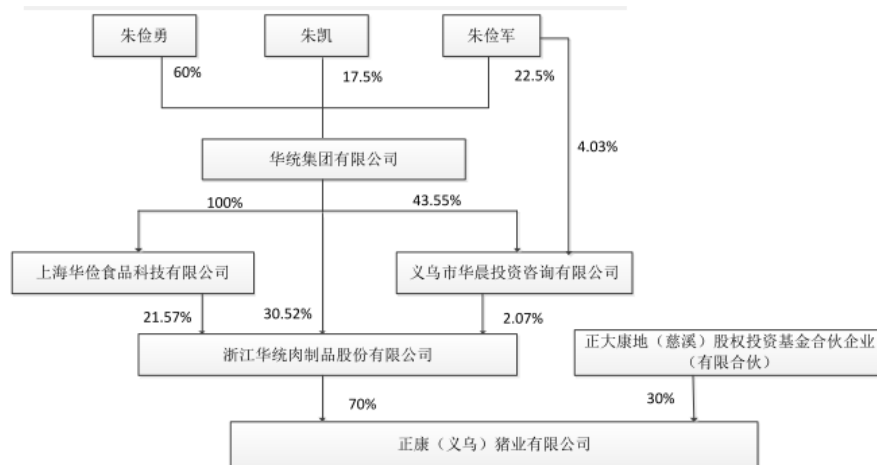 朱俭勇
朱凯
朱俭军
60%
17.5%
22.5%
4.03%
华统集团有限公司
100%
43.55%
上海华俭食品科技有限公司
义乌市华晨投资咨询有限公司
21.57%
30.52%
2.07%
浙江华统肉制品股份有限公司
正大康地（慈溪）股权投资基金合伙企业
（有限合伙）
70%
30%
正康（义乌）猪业有限公司